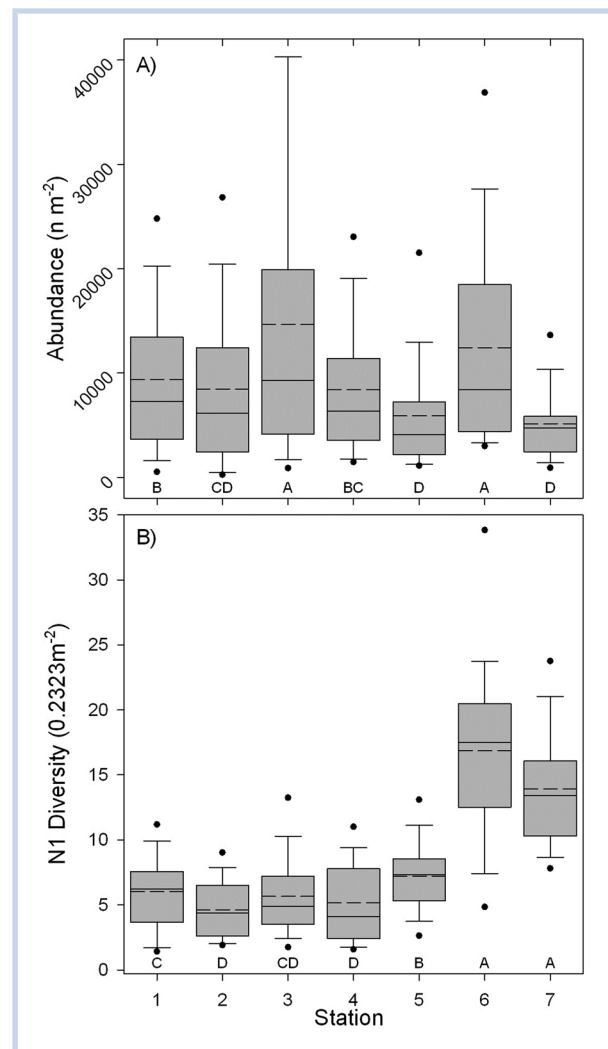 A)
40000
30000
20000
10000
0
Abundance (n m-2)
B CD A BC D A D
B)
35
30
25
20
15
10
5
0
N1 Diversity (0.2323m-2)
C D CD D B A A
1 2 3 4 5 6 7
Station